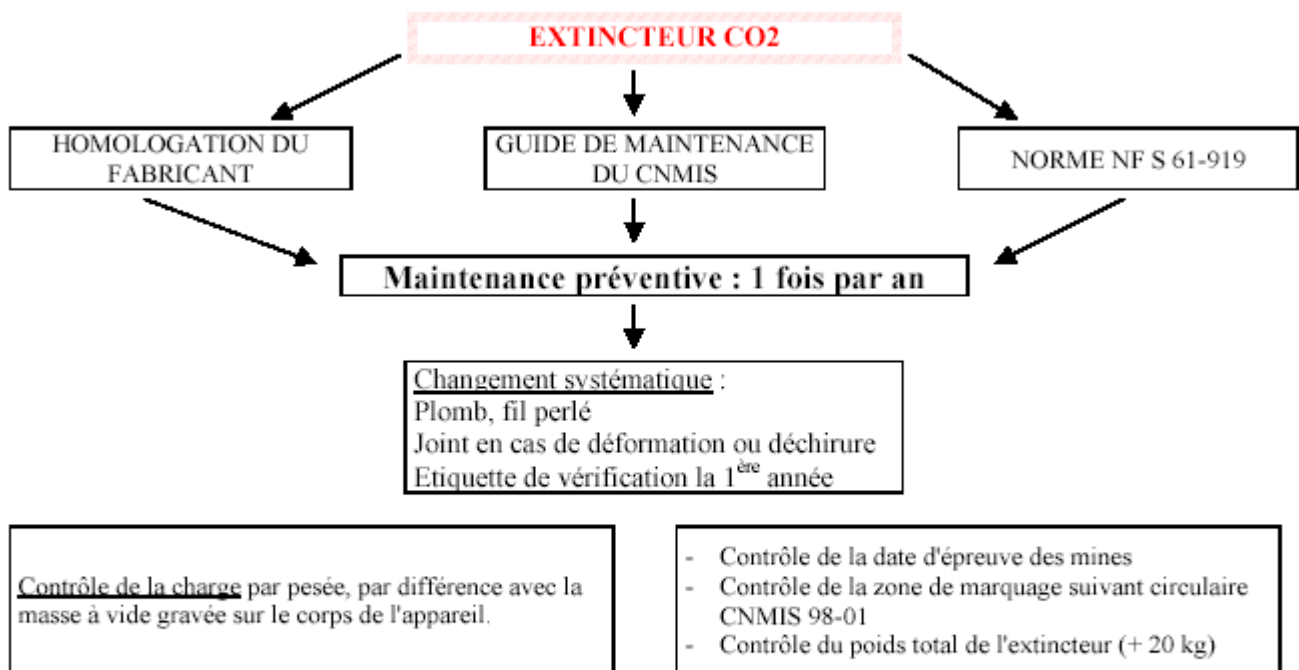 EXTINCTEUR CO2
HOMOLOGATION DU
FABRICANT
GUIDE DE MAINTENANCE
DU CNMIS
NORME NF S 61-919
Maintenance préventive : 1 fois par an
Changement systématique :
Plomb, fil perlé
Joint en cas de déformation ou déchirure
Etiquette de vérification la 1ère année
Contrôle de la charge par pesée, par différence avec la
masse à vide gravée sur le corps de l'appareil.
- Contrôle de la date d'épreuve des mines
- Contrôle de la zone de marquage suivant circulaire
CNMIS 98-01
- Contrôle du poids total de l'extincteur (+ 20 kg)